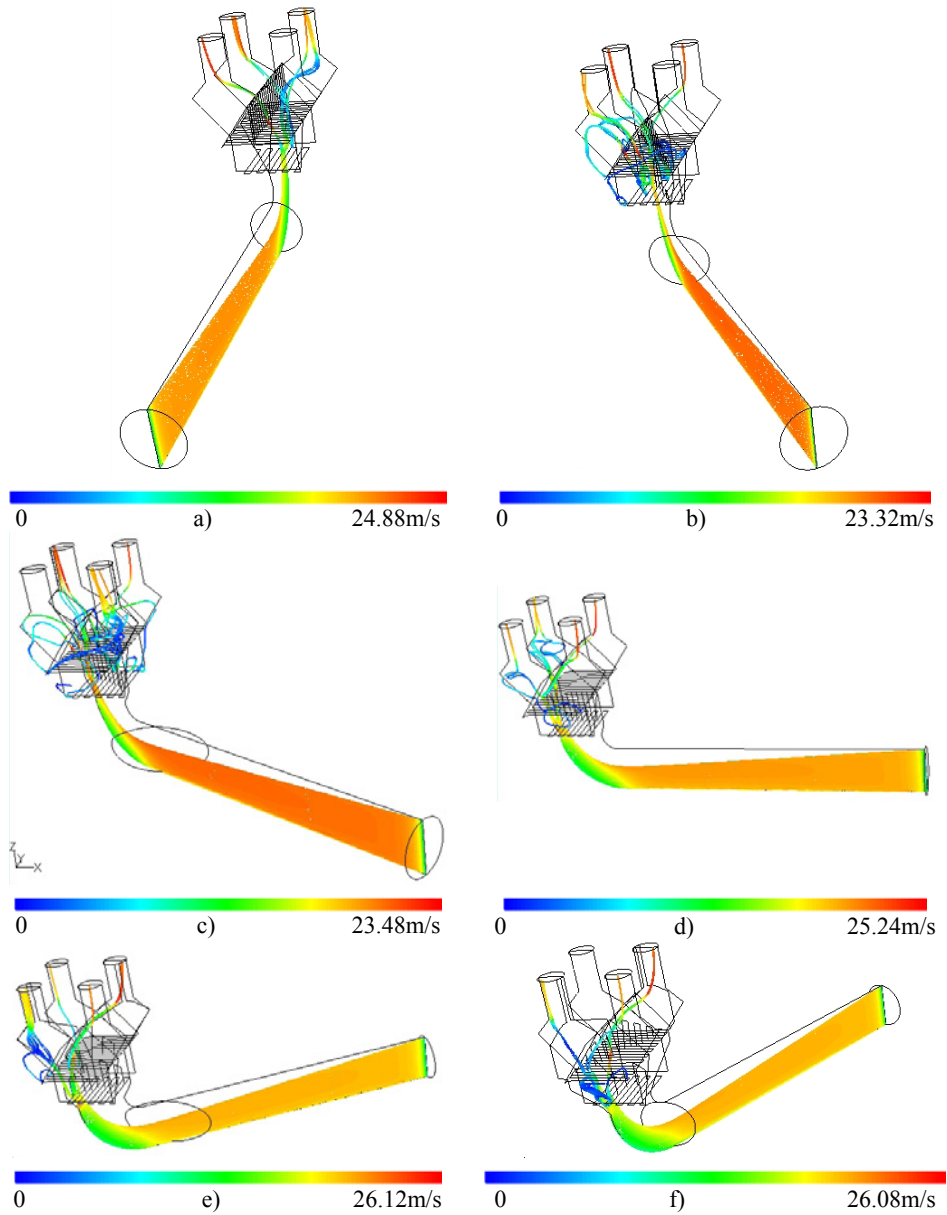 0 a) 24.88m/s
0 b) 23.32m/s
Z
Y
X
0 c) 23.48m/s
0 d) 25.24m/s
0 e) 26.12m/s
0 f) 26.08m/s